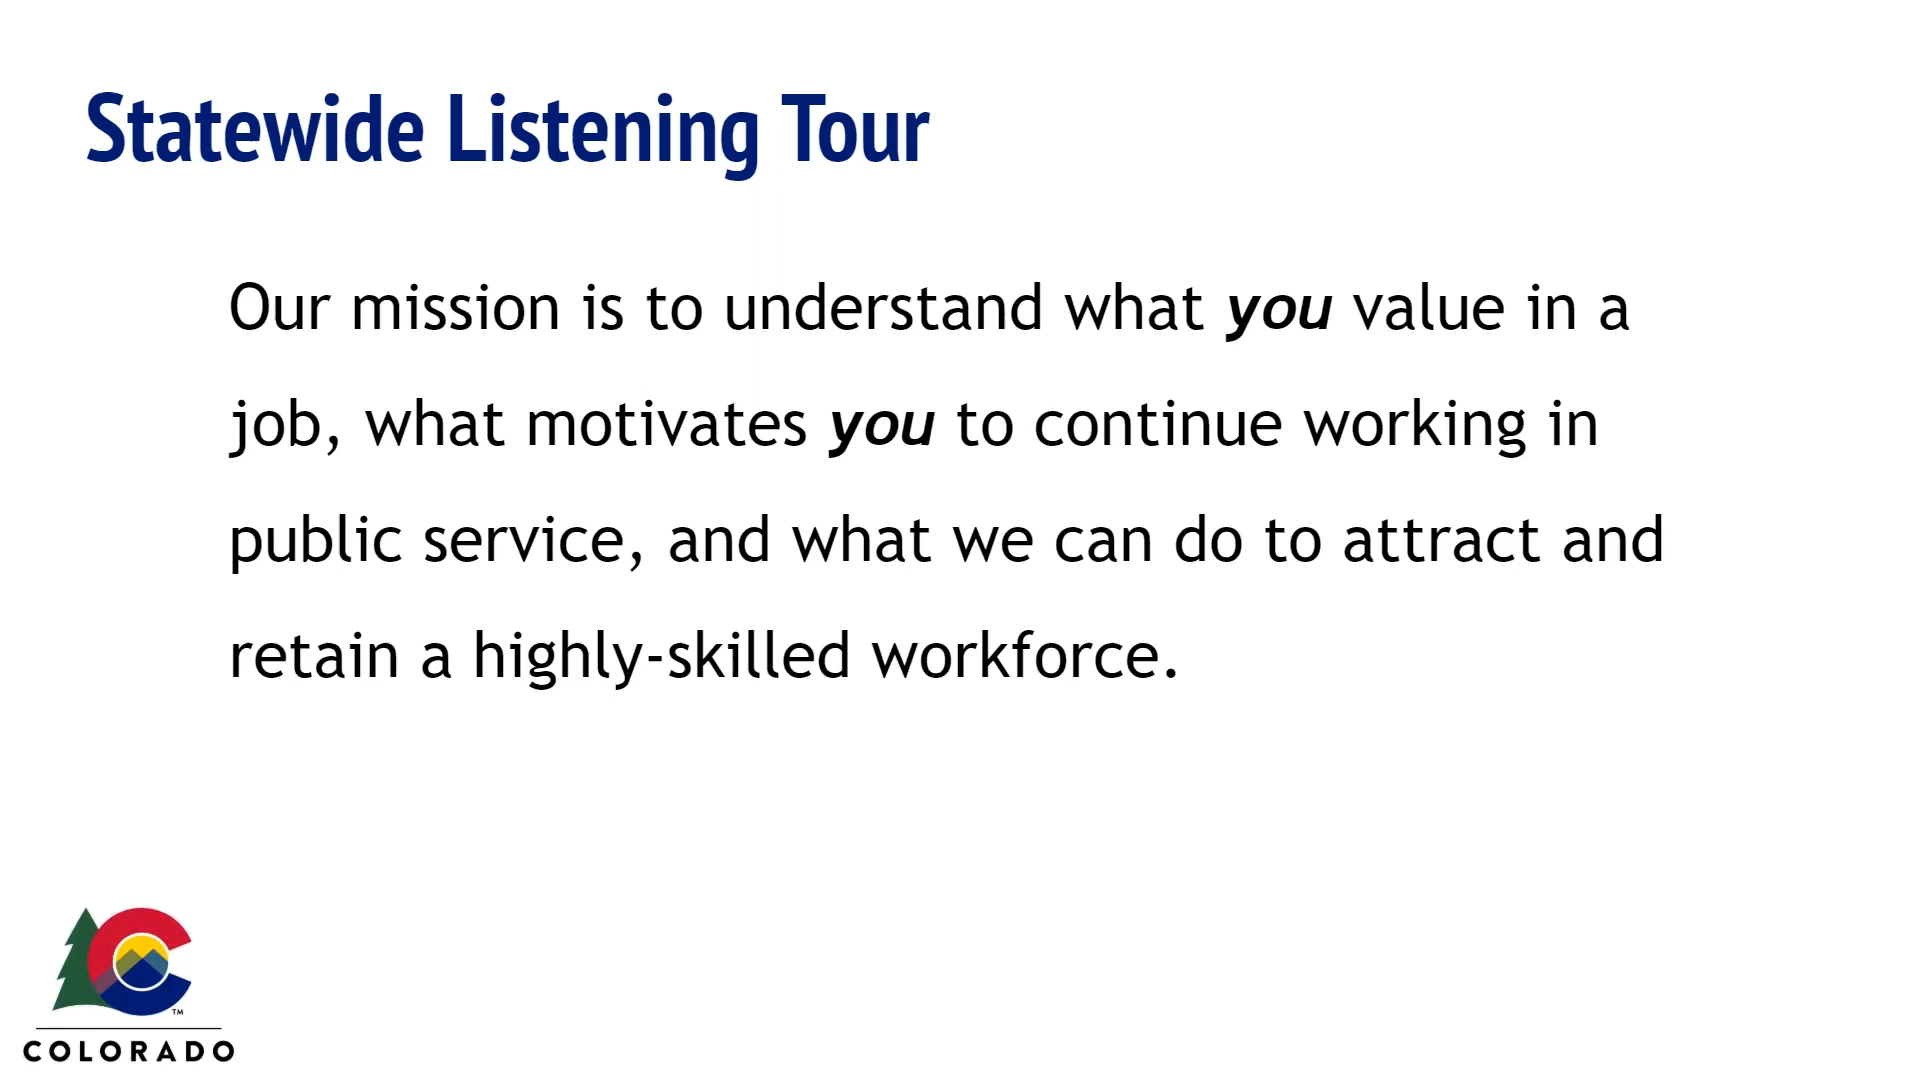 Statewide Listening Tour
Our mission is to understand what you value in a
job, what motivates you to continue working in
public service, and what we can do to attract and
retain a highly-skilled workforce.
TM
COLORADO